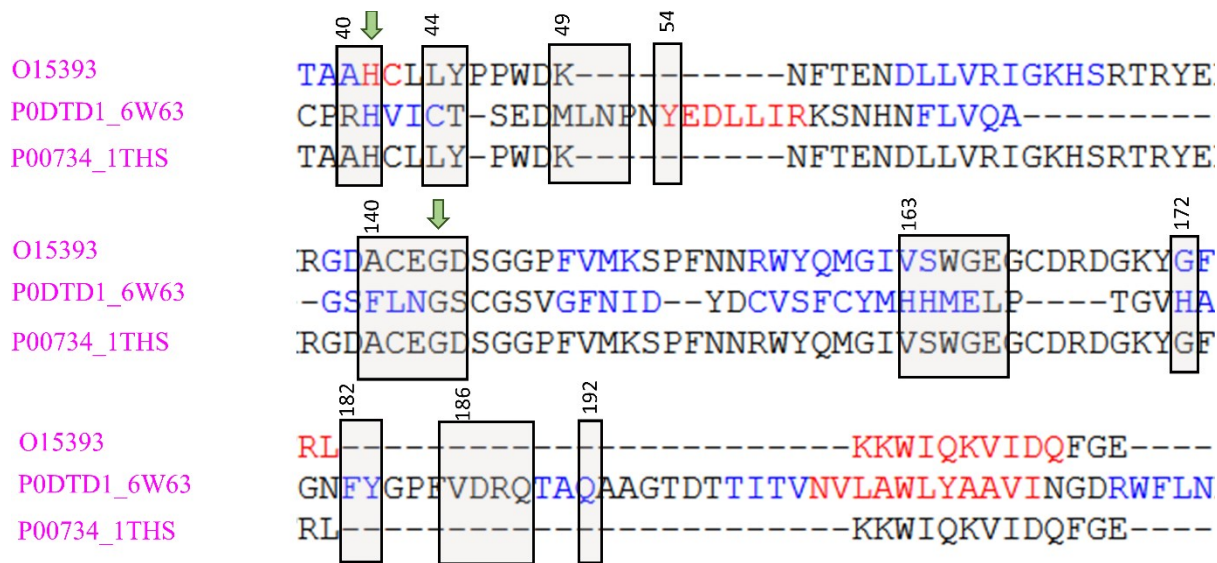 40 44 49 54
O15393 TAAHCLLYPPWDK----------NFTENDLLVRIGKHSRTRYE
P0DTD1_6W63 CPRHVICT-SEDMLNPNYEDLLIRKSNHNFLVQA---------
P00734_1THS TAAHCLLY-PWDK----------NFTENDLLVRIGKHSRTRYE
140 163 172
O15393 RGDACEGDSGGPFVMKSPFNNRWYQMGIVSWGEGCDRDGKYGF
P0DTD1_6W63 -GSFLNGSCGSVGFNID--YDCVSFCYMHHMELP----TGVHA
P00734_1THS RGDACEGDSGGPFVMKSPFNNRWYQMGIVSWGEGCDRDGKYGF
182 186 192
O15393 RL------------------------KKWIQKVIDQFGE----
P0DTD1_6W63 GNFYGPFVDRQTAQAAGTDTTITVNVLAWLYAAVINGDRWFLN
P00734_1THS RL------------------------KKWIQKVIDQFGE----